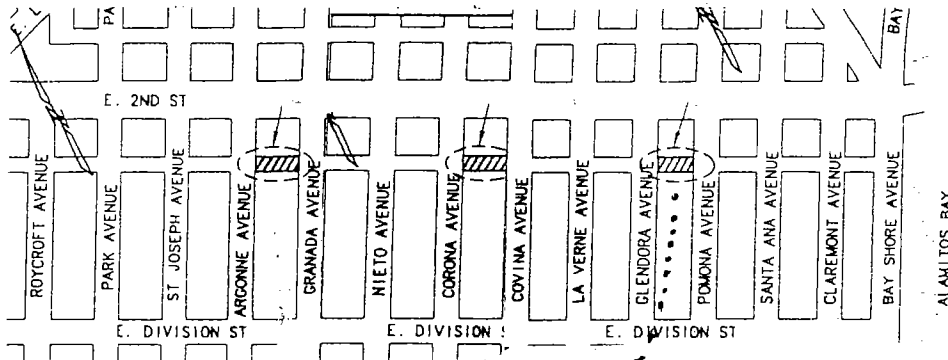 PA
BAY
E. 2ND ST
ROYCROFT AVENUE
PARK AVENUE
ST JOSEPH AVENUE
ARGONNE AVENUE
GRANADA AVENUE
NIETO AVENUE
CORONA AVENUE
COVINA AVENUE
LA VERNE AVENUE
GLENDORA AVENUE
POMONA AVENUE
SANTA ANA AVENUE
CLAREMONT AVENUE
BAY SHORE AVENUE
ALAMITOS BAY
E. DIVISION ST
E. DIVISION
E. DIVISION ST